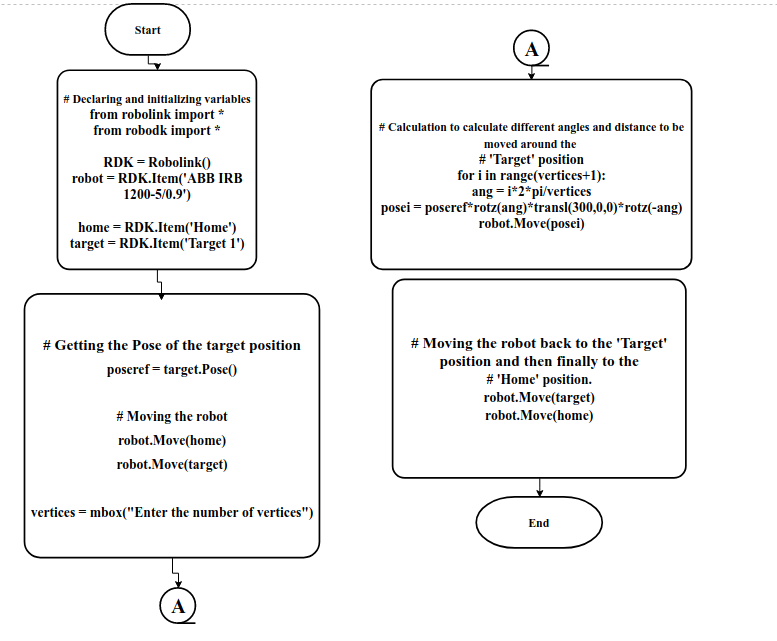 Start
# Declaring and initializing variables
from robolink import *
from robodk import *
RDK = Robolink()
robot = RDK.Item('ABB IRB
1200-5/0.9')
home = RDK.Item('Home')
target = RDK.Item('Target 1')
# Getting the Pose of the target position
poseref = target.Pose()
# Moving the robot
robot.Move(home)
robot.Move(target)
vertices = mbox("Enter the number of vertices")
A
A
# Calculation to calculate different angles and distance to be
moved around the
# 'Target' position
for i in range(vertices+1):
ang = i*2*pi/vertices
posei = poseref*rotz(ang)*transl(300,0,0)*rotz(-ang)
robot.Move(posei)
# Moving the robot back to the 'Target'
position and then finally to the
# 'Home' position.
robot.Move(target)
robot.Move(home)
End